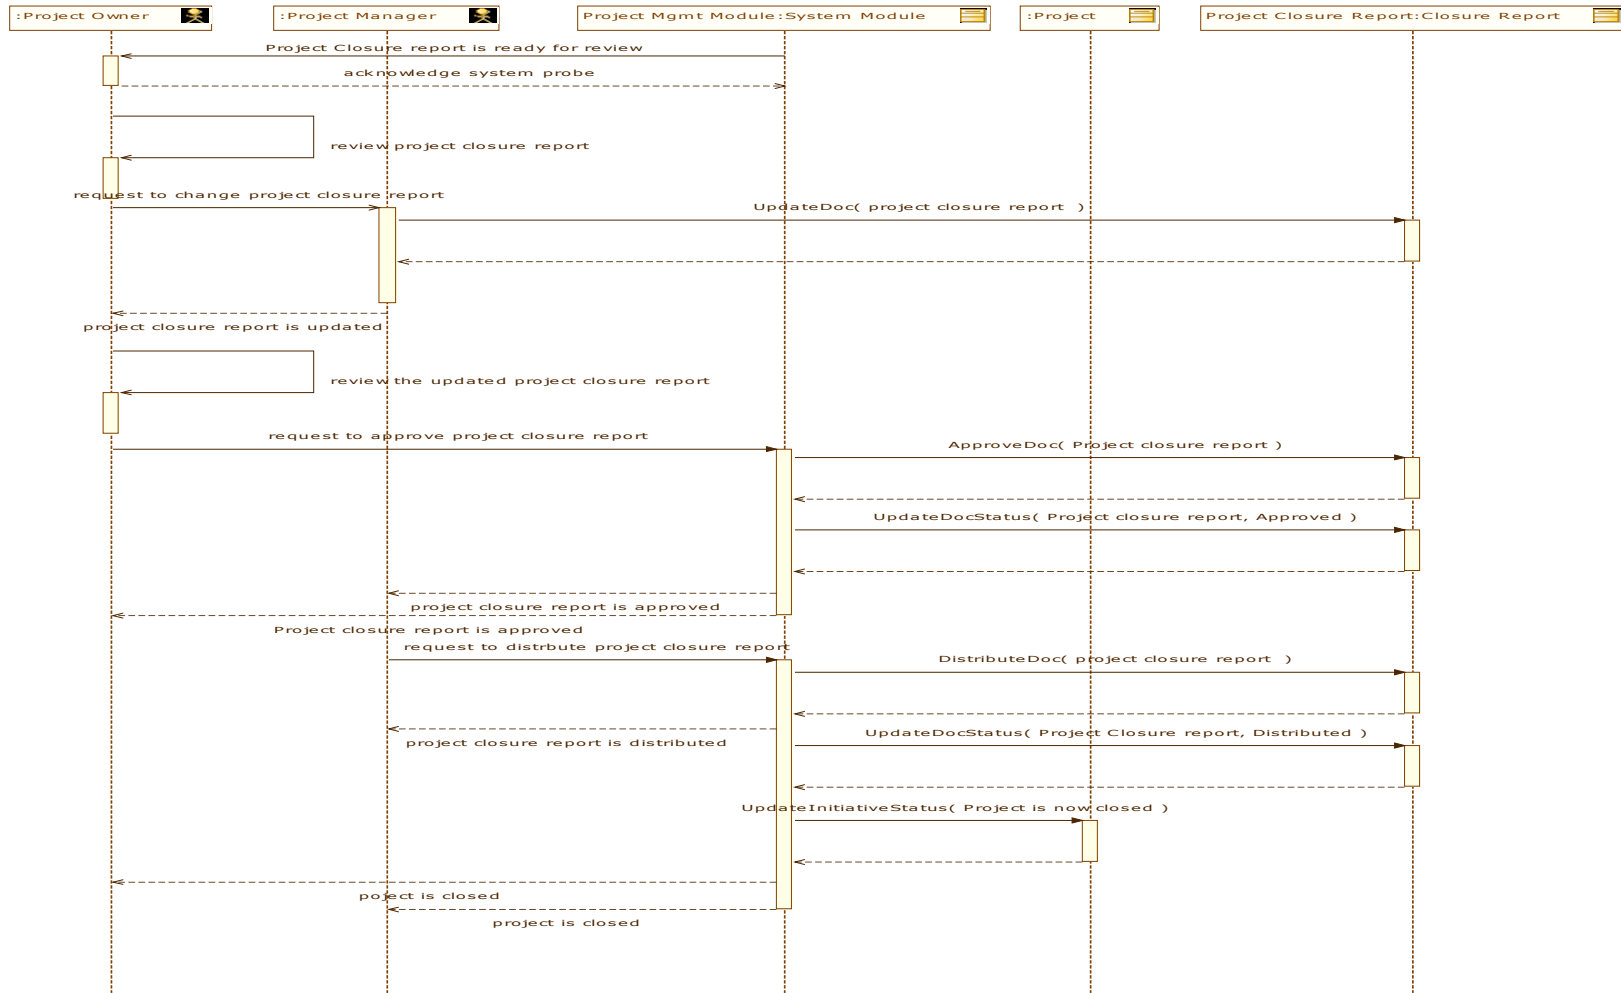 :Project Owner
:Project Manager
Project Mgmt Module:System Module
:Project
Project Closure Report:Closure Report
Project Closure report is ready for review
acknowledge system probe
review project closure report
request to change project closure report
UpdateDoc( project closure report  )
project closure report is updated
review the updated project closure report
request to approve project closure report
ApproveDoc( Project closure report )
UpdateDocStatus( Project closure report, Approved )
project closure report is approved
Project closure report is approved
request to distrbute project closure report
DistributeDoc( project closure report  )
UpdateDocStatus( Project Closure report, Distributed )
project closure report is distributed
UpdateInitiativeStatus( Project is now closed )
poject is closed
project is closed